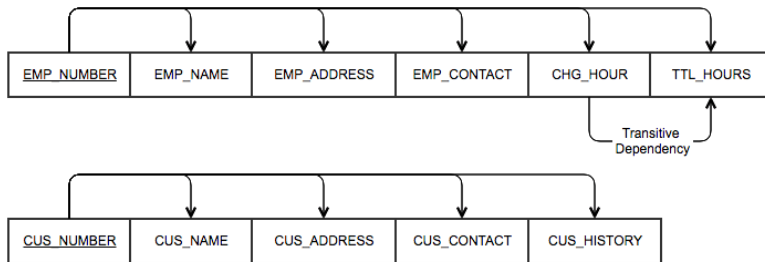 EMP_NUMBER EMP_NAME EMP_ADDRESS EMP_CONTACT CHG_HOUR TTL_HOURS
Transitive
Dependency
CUS_NUMBER CUS_NAME CUS_ADDRESS CUS_CONTACT CUS_HISTORY